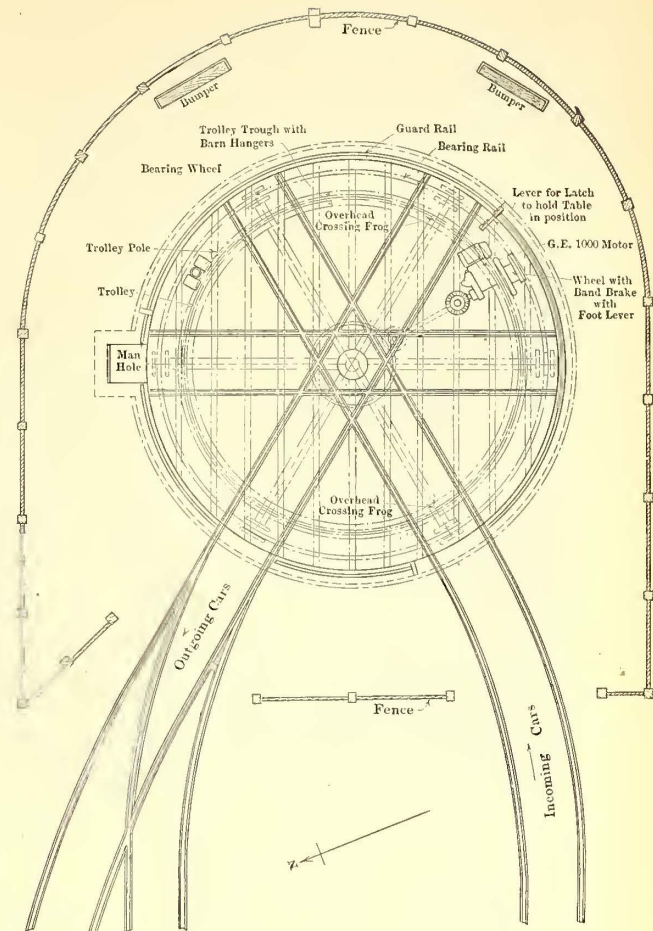 Fence
Bumper
Bumper
Trolley Trough with
Barn Hangers
Guard Rail
Bearing Rail
Bearing Wheel
Lever for Latch
to hold Table
in position
Overhead
Crossing Frog
Trolley Pole
G.E. 1000 Motor
Trolley
Wheel with
Band Brake
with
Foot Lever
Man
Hole
Overhead
Crossing Frog
Outgoing Cars
Fence
Incoming Cars
N